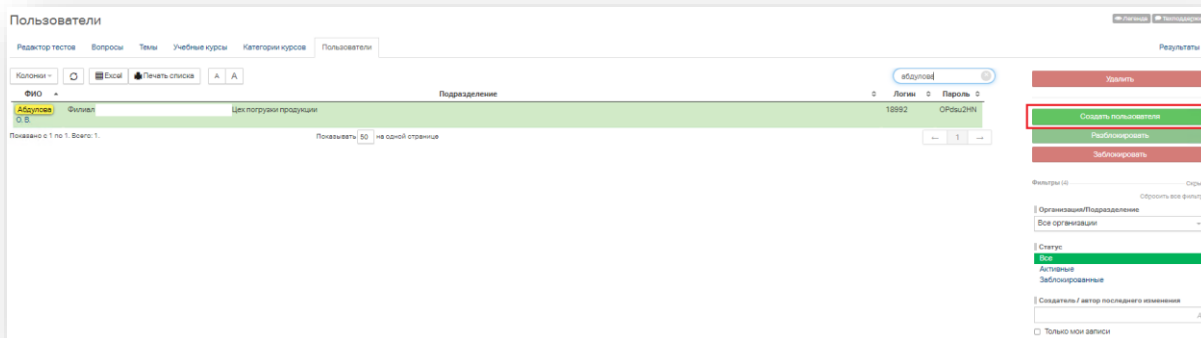 Пользователи
Легенда Техподдержка
Редактор тестов Вопросы Темы Учебные курсы Категории курсов Пользователи Результаты
Колонки Excel Печать списка A A абдулова
ФИО Подразделение Логин Пароль
Абдулова Филиал Цех погрузки продукции 18992 OPdsu2HN
О. В.
Показано с 1 по 1. Всего: 1. Показывать 50 на одной странице ← 1 →
Удалить
Создать пользователя
Разблокировать
Заблокировать
Фильтры (4)
Сбросить все
Организация/Подразделение
Все организации
Статус
Все
Активные
Заблокированные
Создатель / автор последнего изменения
Только мои записи